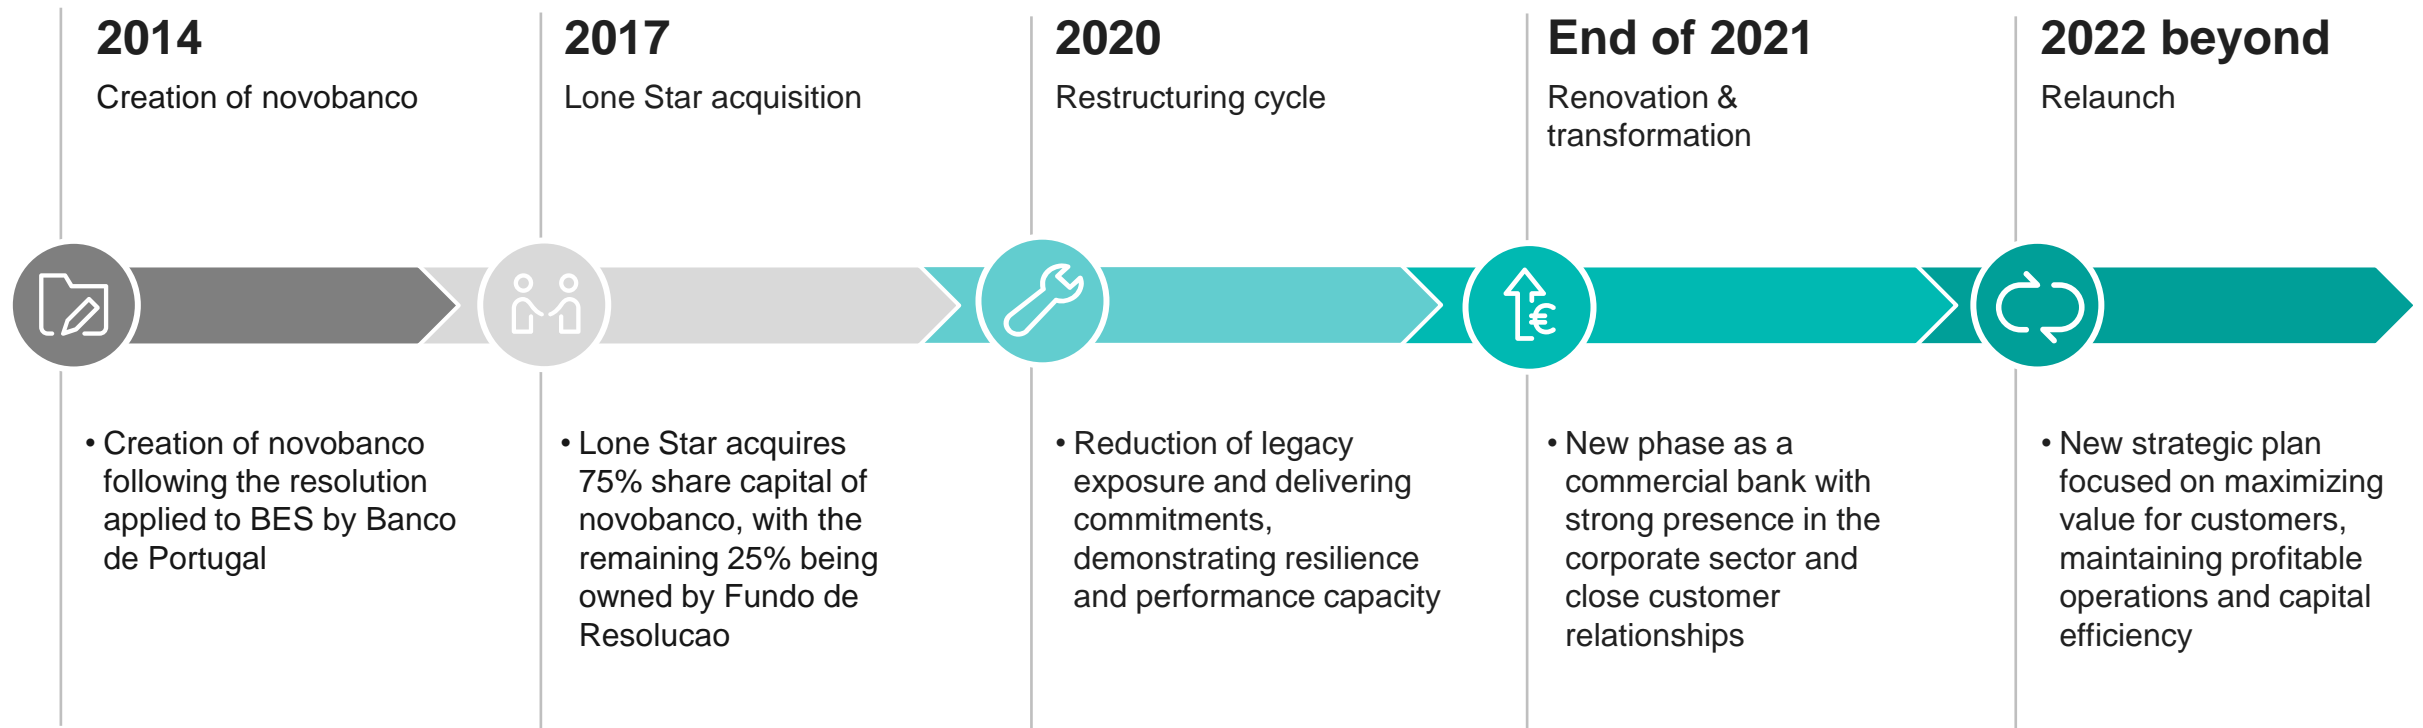 2014
Creation of novobanco
• Creation of novobanco
following the resolution
applied to BES by Banco
de Portugal
2017
Lone Star acquisition
• Lone Star acquires
75% share capital of
novobanco, with the
remaining 25% being
owned by Fundo de
Resolucao
2020
Restructuring cycle
• Reduction of legacy
exposure and delivering
commitments,
demonstrating resilience
and performance capacity
End of 2021
Renovation &
transformation
€
• New phase as a
commercial bank with
strong presence in the
corporate sector and
close customer
relationships
2022 beyond
Relaunch
• New strategic plan
focused on maximizing
value for customers,
maintaining profitable
operations and capital
efficiency